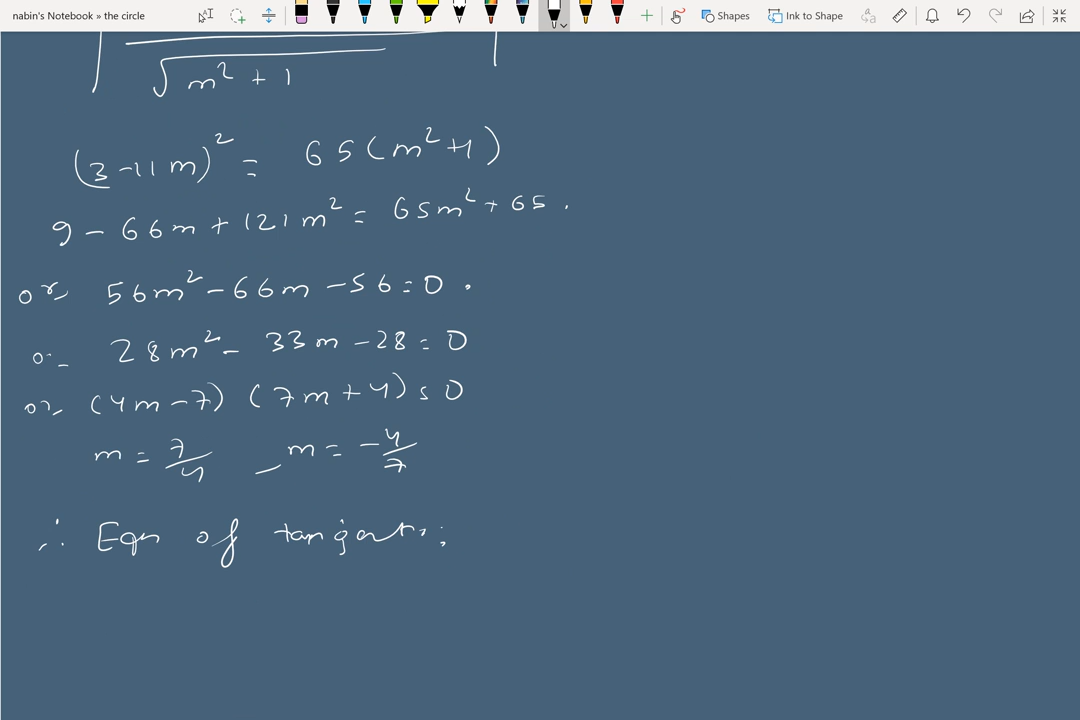 nabin's Notebook » the circle
Shapes
Ink to Shape
√m² + 1
(3 - 11m)² = 65(m² + 1)
9 - 66m + 121m² = 65m² + 65.
or, 56m² - 66m - 56 = 0.
or, 28m² - 33m - 28 = 0
or, (4m - 7) (7m + 4) = 0
m = 7/4 , m = -4/7
∴ Eqn of tangents;